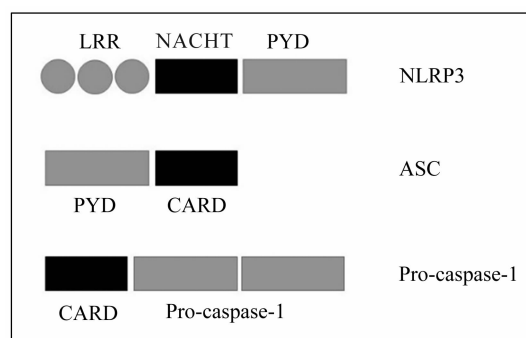 LRR NACHT PYD
NLRP3
ASC
PYD CARD
Pro-caspase-1
CARD Pro-caspase-1